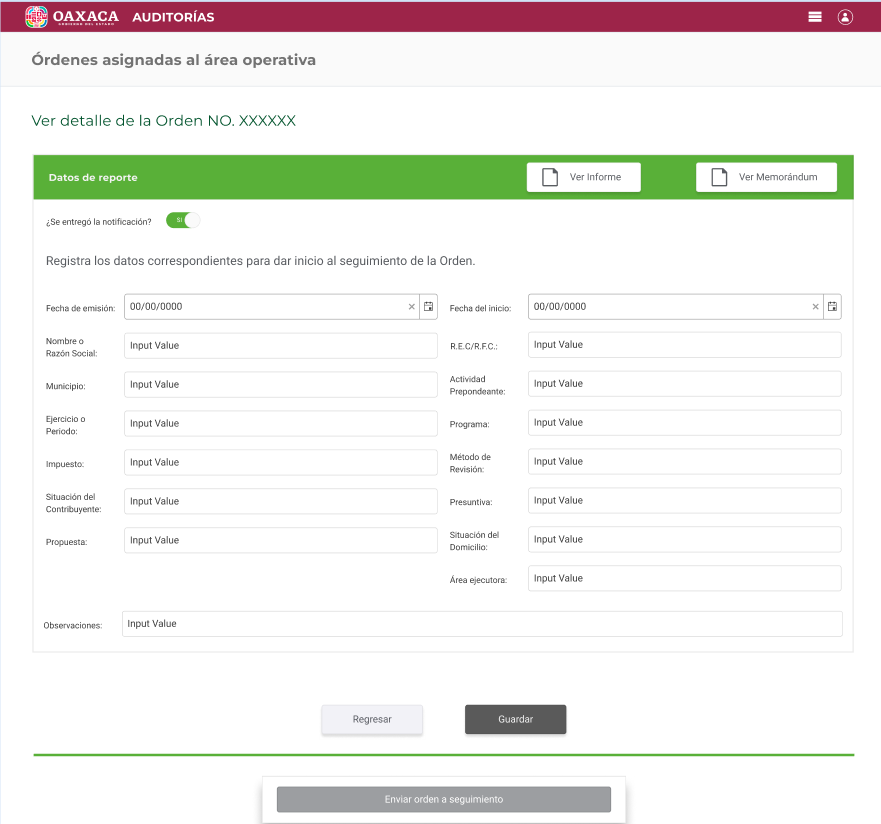 OAXACA AUDITORÍAS
GOBIERNO DEL ESTADO
Órdenes asignadas al área operativa
Ver detalle de la Orden NO. XXXXXX
Datos de reporte Ver Informe Ver Memorándum
¿Se entregó la notificación? SI
Registra los datos correspondientes para dar inicio al seguimiento de la Orden.
Fecha de emisión: 00/00/0000 Fecha del inicio: 00/00/0000
Nombre o
Razón Social: Input Value R.E.C/R.F.C.: Input Value
Municipio: Input Value Actividad
Prepondeante: Input Value
Ejercicio o
Período: Input Value Programa: Input Value
Impuesto: Input Value Método de
Revisión: Input Value
Situación del
Contribuyente: Input Value Presuntiva: Input Value
Propuesta: Input Value Situación del
Domicilio: Input Value
Área ejecutora: Input Value
Observaciones: Input Value
Regresar Guardar
Enviar orden a seguimiento